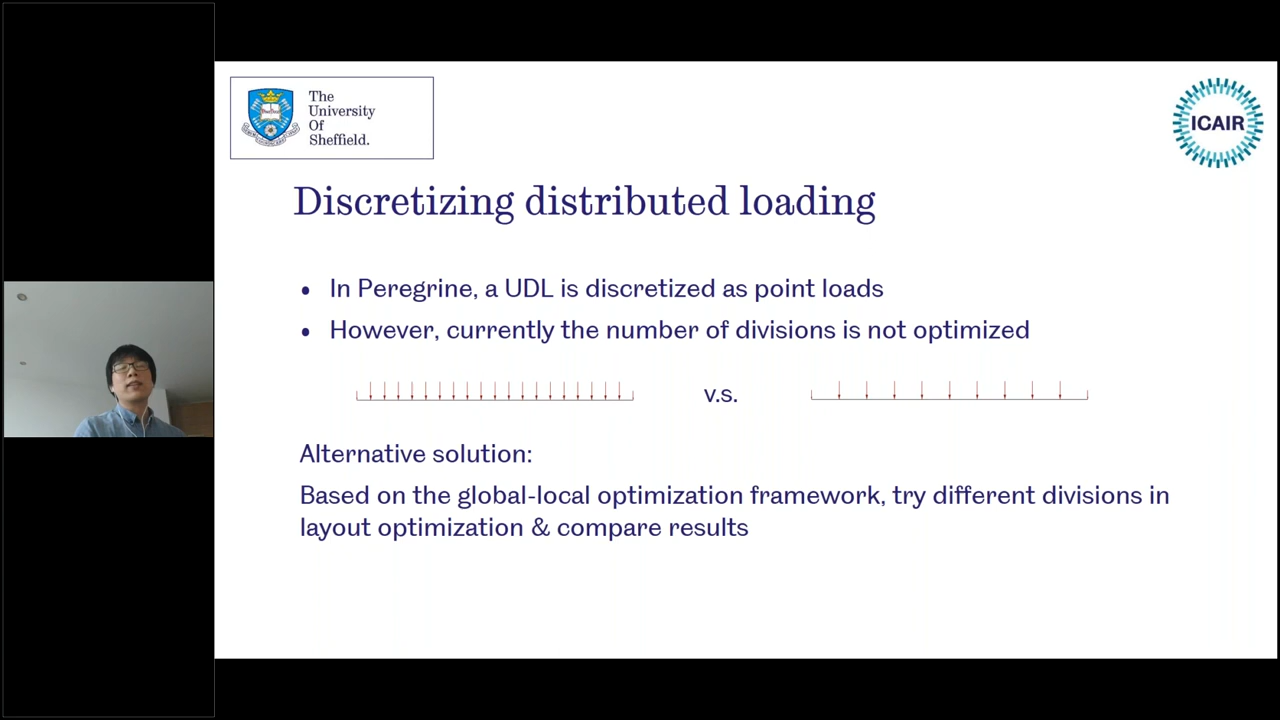 The
University
Of
Sheffield.
ICAIR
Discretizing distributed loading
• In Peregrine, a UDL is discretized as point loads
• However, currently the number of divisions is not optimized
v.s.
Alternative solution:
Based on the global-local optimization framework, try different divisions in
layout optimization & compare results